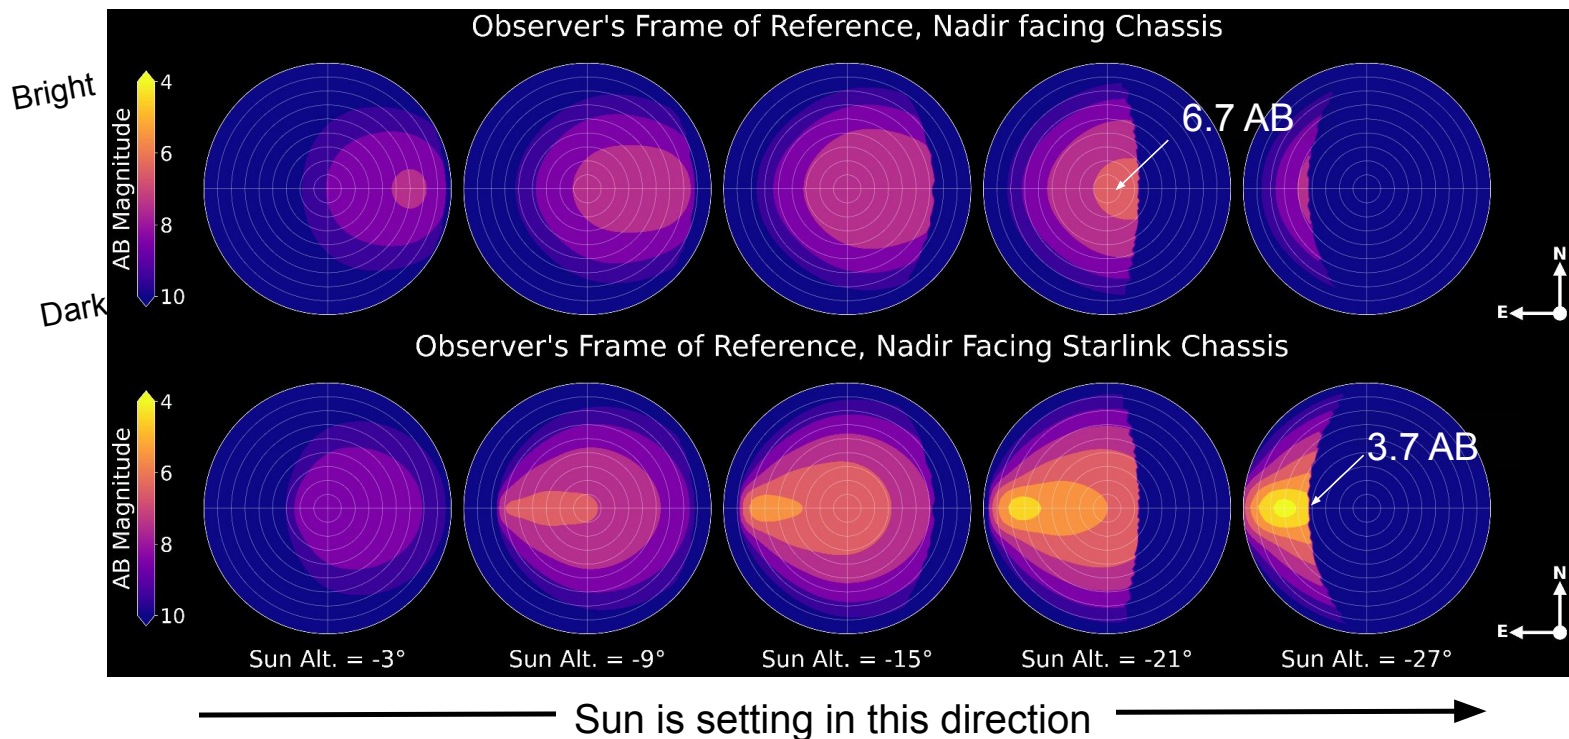 Observer's Frame of Reference, Nadir facing Chassis
Bright
AB Magnitude
4
6
8
10
Dark
6.7 AB
N
E
Observer's Frame of Reference, Nadir Facing Starlink Chassis
AB Magnitude
4
6
8
10
3.7 AB
N
E
Sun Alt. = -3°
Sun Alt. = -9°
Sun Alt. = -15°
Sun Alt. = -21°
Sun Alt. = -27°
Sun is setting in this direction